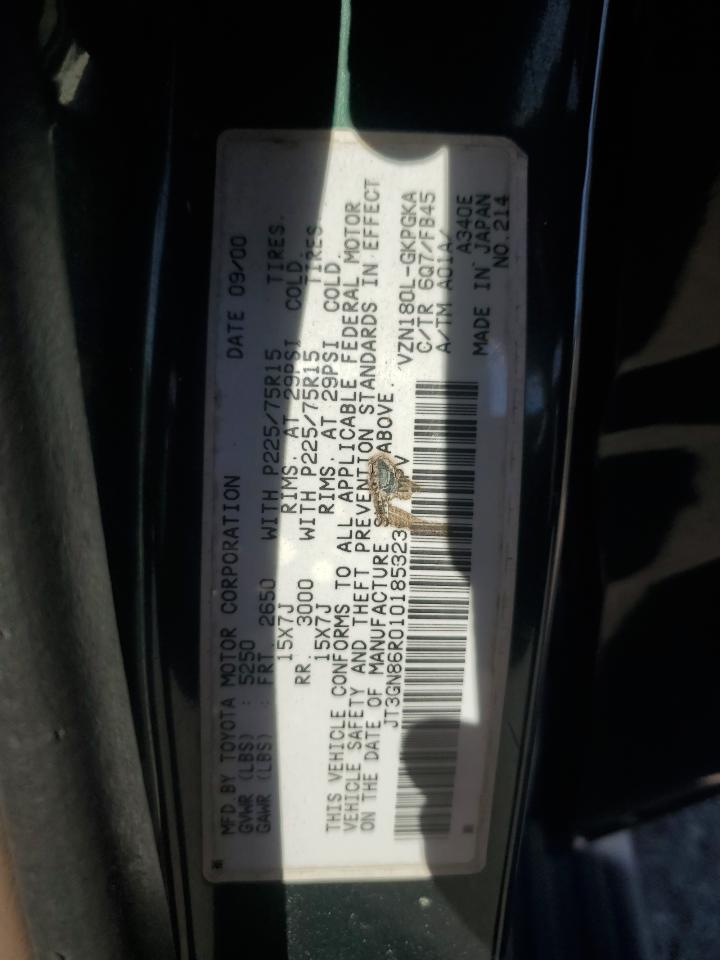 MFD BY TOYOTA MOTOR CORPORATION DATE 09/00
GVWR (LBS) : 5250
GAWR (LBS) : FRT. 2650 WITH P225/75R15 TIRES.
15X7J RIMS. AT 29PSI COLD
RR. 3000 WITH P225/75R15 TIRES
15X7J RIMS. AT 29PSI COLD.
THIS VEHICLE CONFORMS TO ALL APPLICABLE FEDERAL MOTOR
VEHICLE SAFETY AND THEFT PREVENTION STANDARDS IN EFFECT
ON THE DATE OF MANUFACTURE ABOVE.
JT3GN86R010185323 V
VZN180L-GKPGKA
C/TR 6Q7/FB45
A/TM A01A/
A340E
MADE IN JAPAN
NO. 214